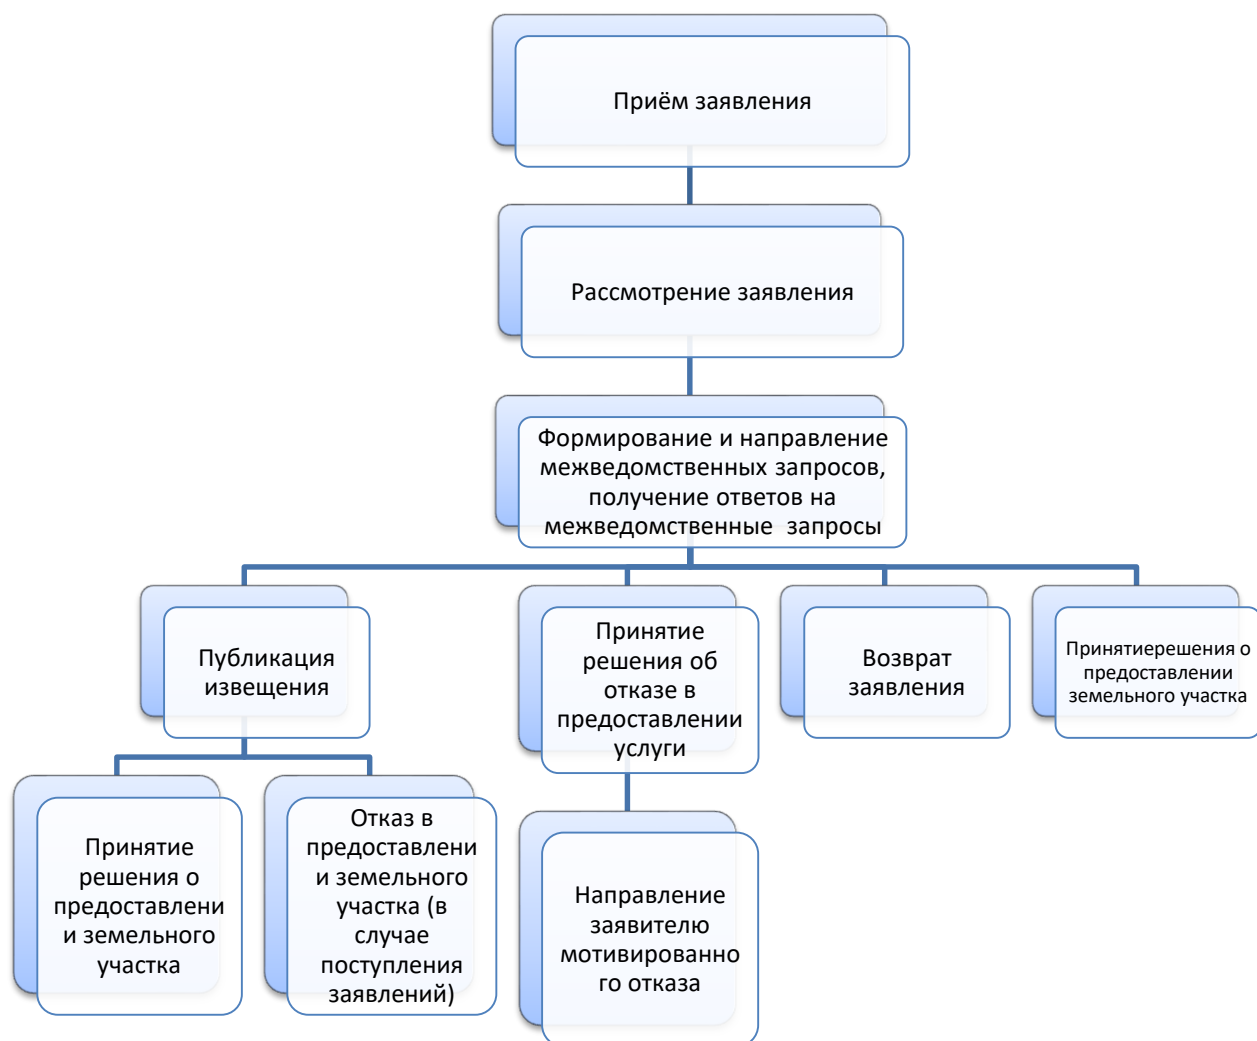 Приём заявления
Рассмотрение заявления
Формирование и направление
межведомственных запросов,
получение ответов на
межведомственные запросы
Публикация
извещения
Принятие
решения об
отказе в
предоставлении
услуги
Возврат
заявления
Принятиерешения о
предоставлении
земельного участка
Принятие
решения о
предоставлени
и земельного
участка
Отказ в
предоставлени
и земельного
участка (в
случае
поступления
заявлений)
Направление
заявителю
мотивированно
го отказа